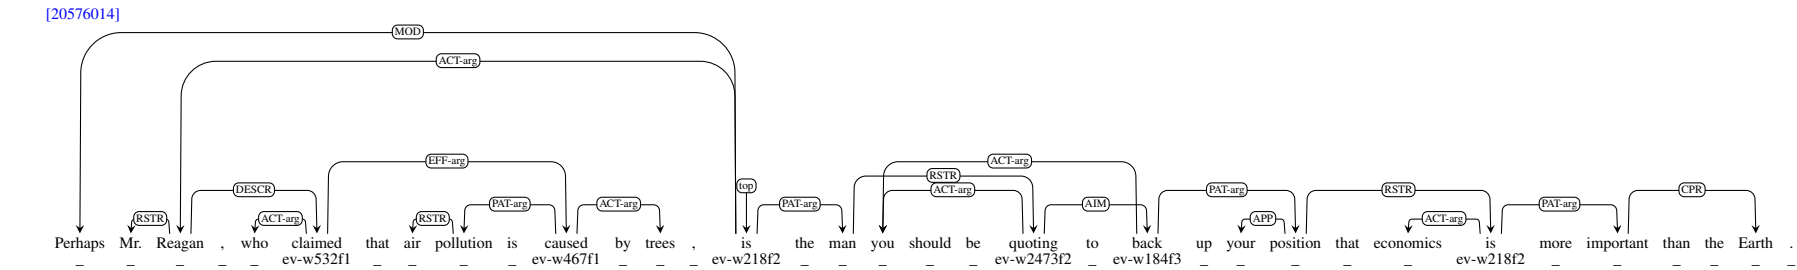 [20576014]
MOD
ACT-arg
EFF-arg ACT-arg
RSTR
top
DESCR ACT-arg PAT-arg RSTR CPR
PAT-arg ACT-arg PAT-arg AIM PAT-arg
RSTR ACT-arg RSTR APP ACT-arg
Perhaps Mr. Reagan , who claimed that air pollution is caused by trees , is the man you should be quoting to back up your position that economics is more important than the Earth .
_ _ _ _ _ ev-w532f1 _ _ _ _ ev-w467f1 _ _ _ ev-w218f2 _ _ _ _ _ ev-w2473f2 _ ev-w184f3 _ _ _ _ _ ev-w218f2 _ _ _ _ _ _